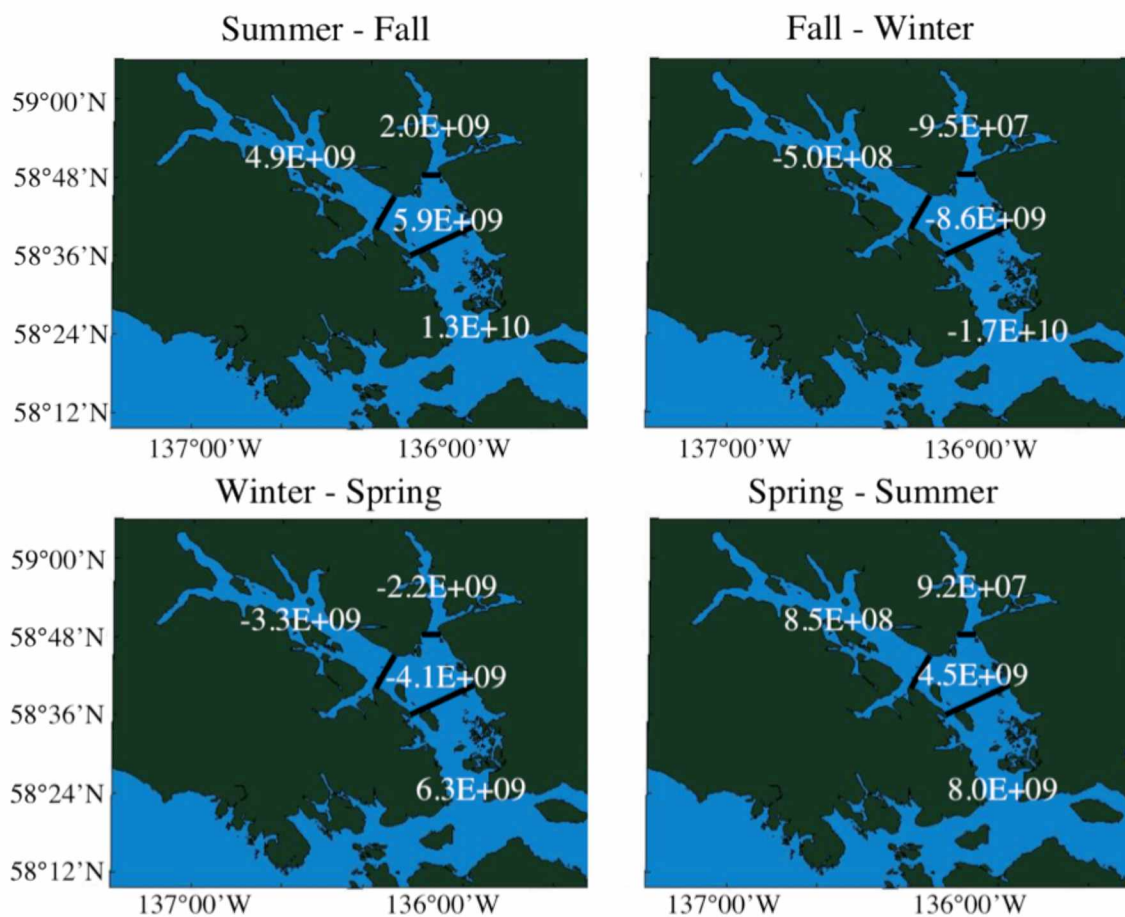 Summer - Fall
Fall - Winter
59°00'N
58°48'N
58°36'N
58°24'N
58°12'N
2.0E+09
4.9E+09
5.9E+09
1.3E+10
137°00'W
136°00'W
-9.5E+07
-5.0E+08
-8.6E+09
-1.7E+10
137°00'W
136°00'W
Winter - Spring
Spring - Summer
59°00'N
58°48'N
58°36'N
58°24'N
58°12'N
-2.2E+09
-3.3E+09
-4.1E+09
6.3E+09
137°00'W
136°00'W
9.2E+07
8.5E+08
4.5E+09
8.0E+09
137°00'W
136°00'W